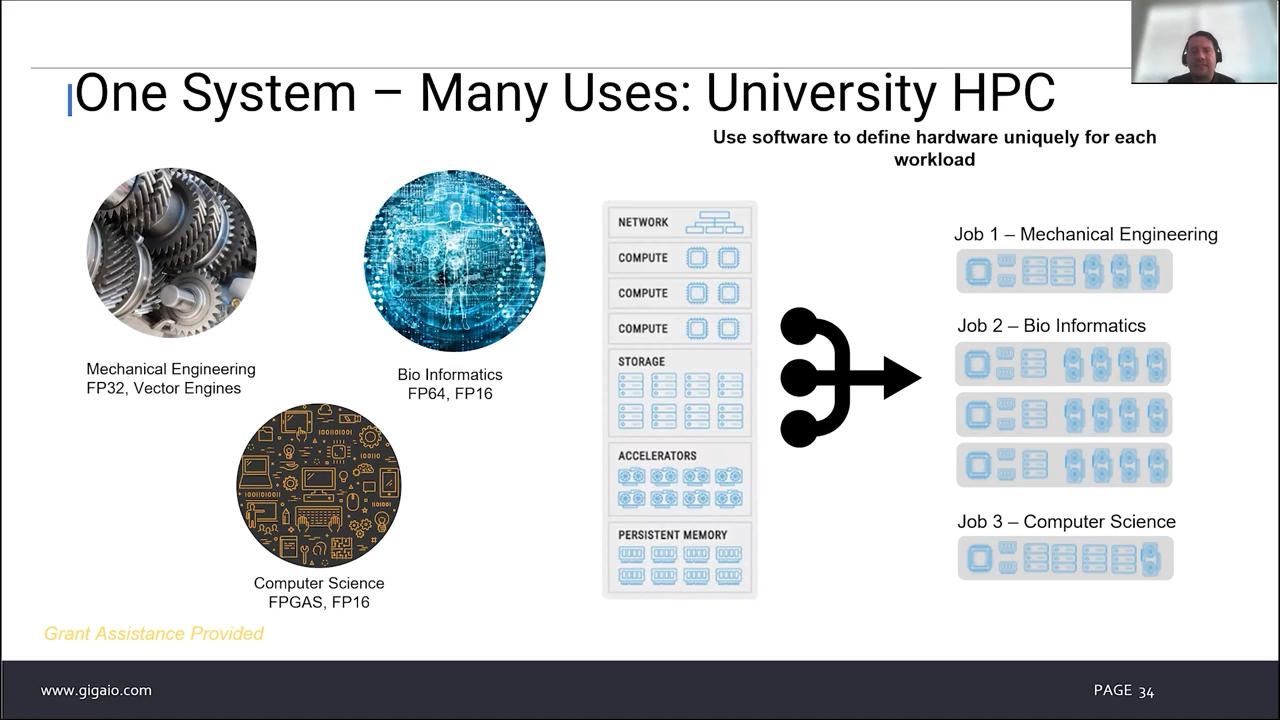 One System – Many Uses: University HPC
Use software to define hardware uniquely for each
workload
Mechanical Engineering
FP32, Vector Engines
Bio Informatics
FP64, FP16
Computer Science
FPGAS, FP16
Grant Assistance Provided
NETWORK
COMPUTE
COMPUTE
COMPUTE
STORAGE
ACCELERATORS
PERSISTENT MEMORY
Job 1 – Mechanical Engineering
Job 2 – Bio Informatics
Job 3 – Computer Science
www.gigaio.com
PAGE 34